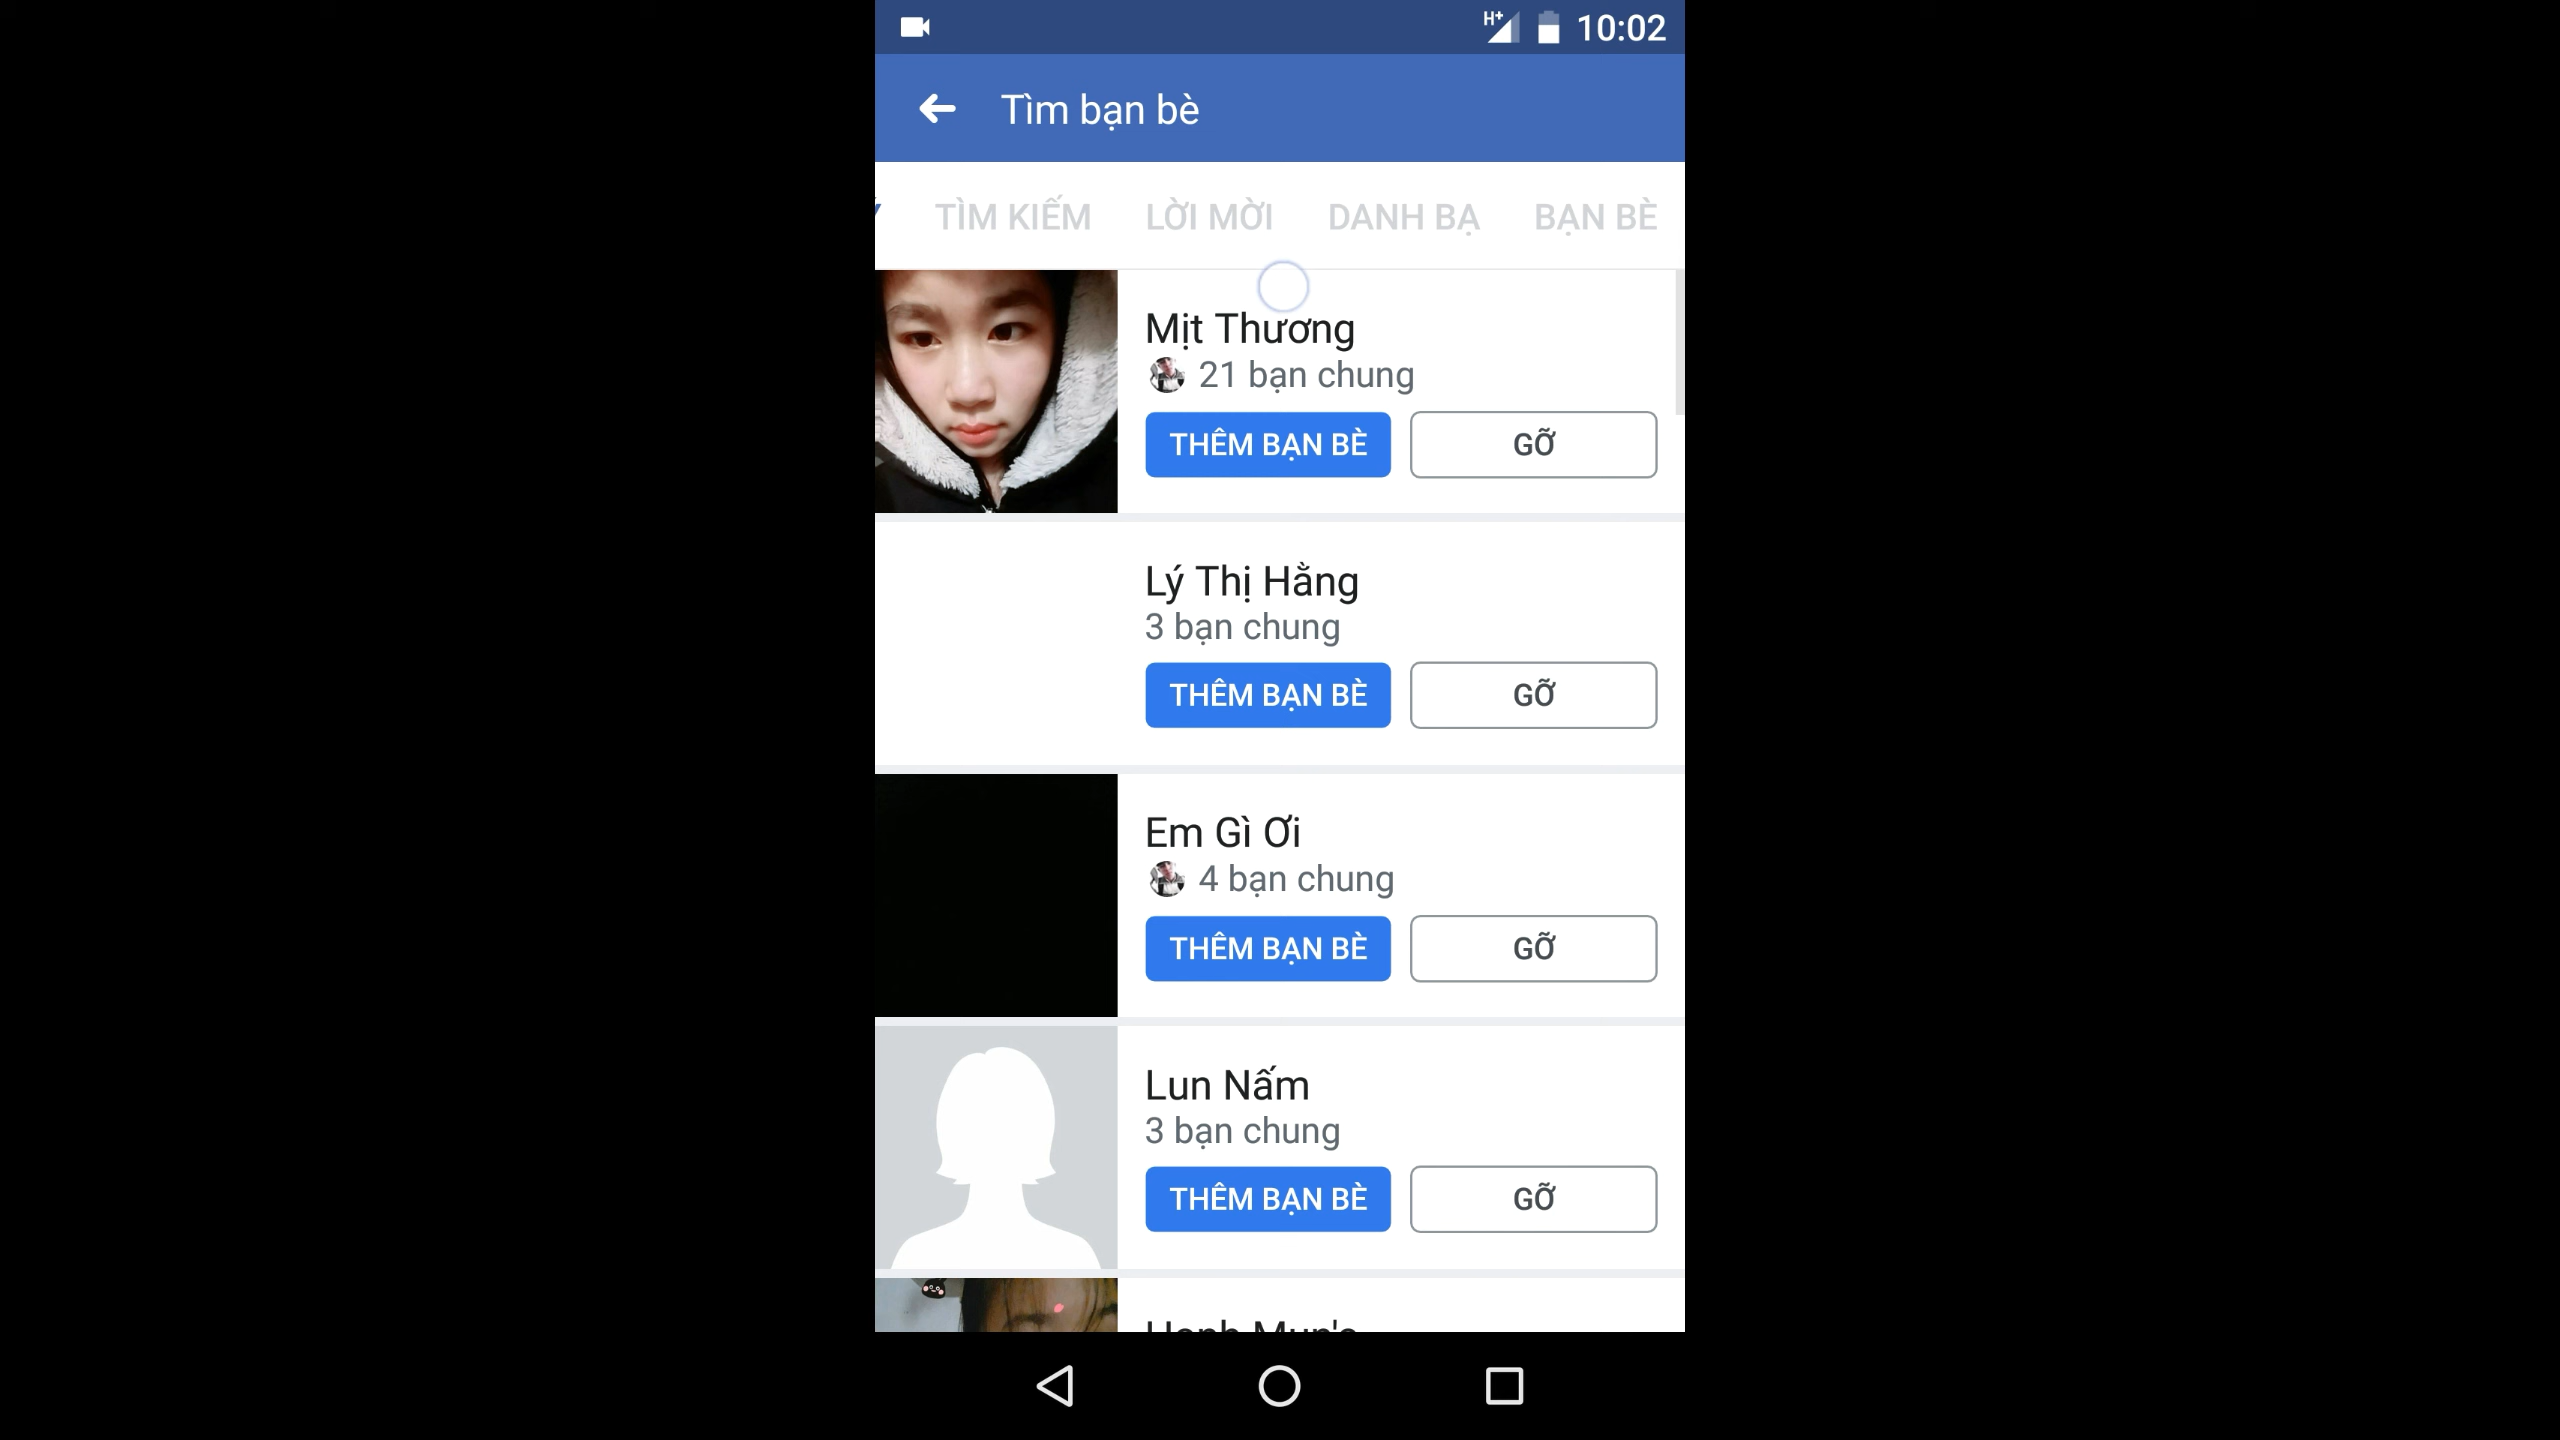 H+ 10:02
Tìm bạn bè
TÌM KIẾM LỜI MỜI DANH BẠ BẠN BÈ
Mịt Thương
21 bạn chung
THÊM BẠN BÈ GỠ
Lý Thị Hằng
3 bạn chung
THÊM BẠN BÈ GỠ
Em Gì Ơi
4 bạn chung
THÊM BẠN BÈ GỠ
Lun Nấm
3 bạn chung
THÊM BẠN BÈ GỠ